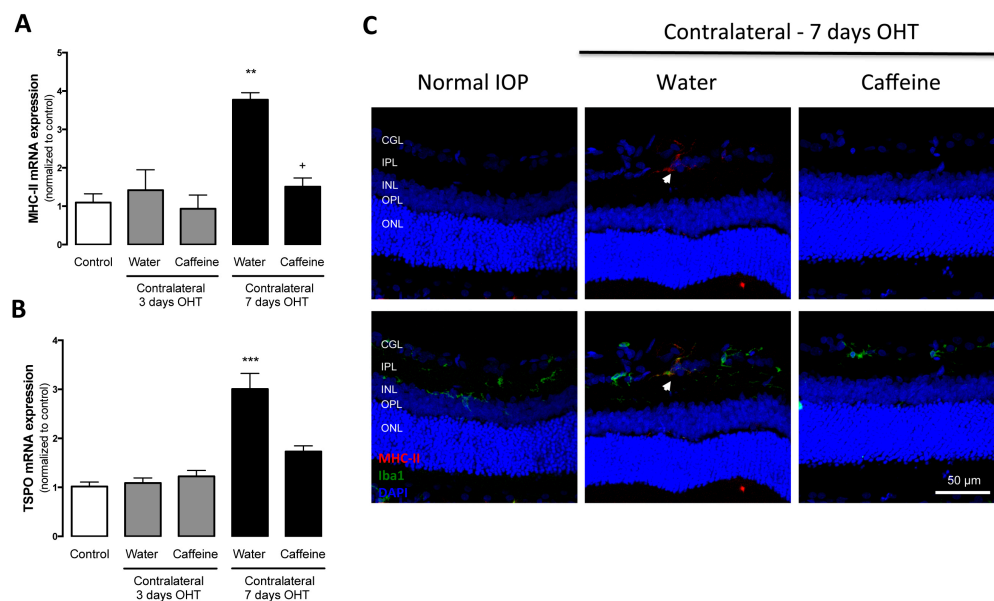 A
MHC-II mRNA expression
(normalized to control)
5
4
3
2
1
0
**
+
Control
Water
Caffeine
Water
Caffeine
Contralateral
3 days OHT
Contralateral
7 days OHT
B
TSPO mRNA expression
(normalized to control)
4
3
2
1
0
***
Control
Water
Caffeine
Water
Caffeine
Contralateral
3 days OHT
Contralateral
7 days OHT
C
Contralateral - 7 days OHT
Normal IOP
Water
Caffeine
CGL
IPL
INL
OPL
ONL
CGL
IPL
INL
OPL
ONL
MHC-II
Iba1
DAPI
50 μm